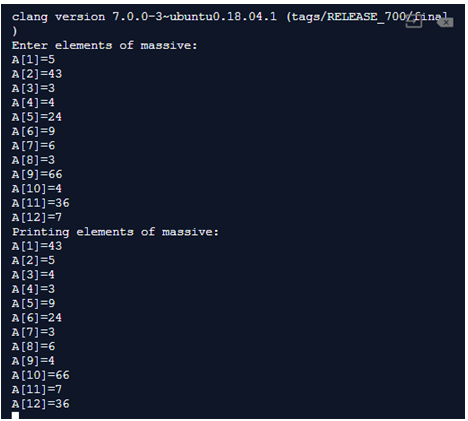 clang version 7.0.0-3~ubuntu0.18.04.1 (tags/RELEASE_700/final
)
Enter elements of massive:
A[1]=5
A[2]=43
A[3]=3
A[4]=4
A[5]=24
A[6]=9
A[7]=6
A[8]=3
A[9]=66
A[10]=4
A[11]=36
A[12]=7
Printing elements of massive:
A[1]=43
A[2]=5
A[3]=4
A[4]=3
A[5]=9
A[6]=24
A[7]=3
A[8]=6
A[9]=4
A[10]=66
A[11]=7
A[12]=36